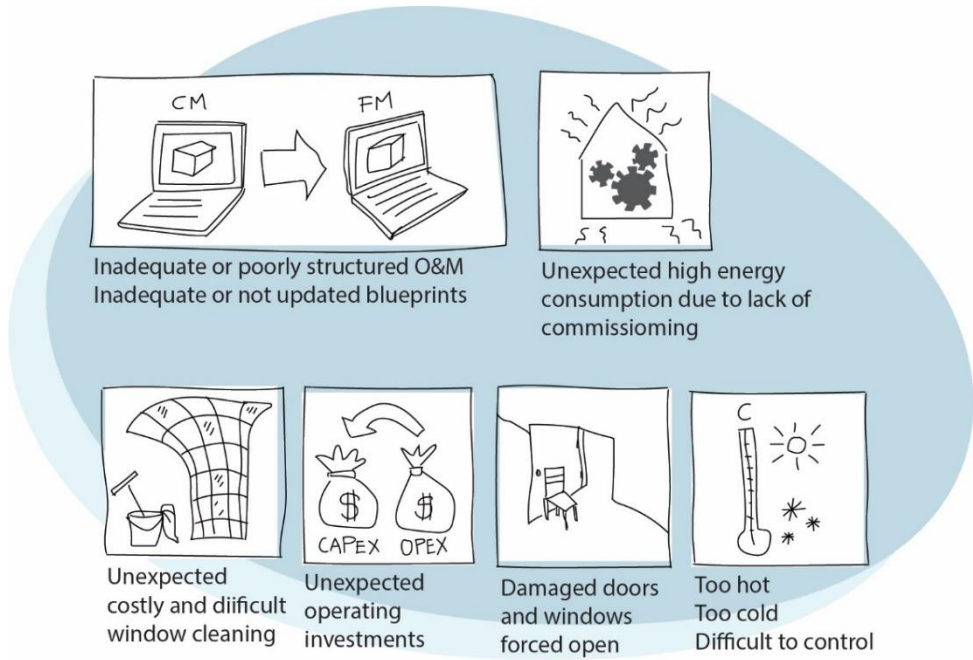 CM
FM
Inadequate or poorly structured O&M
Inadequate or not updated blueprints
Unexpected high energy
consumption due to lack of
commissioming
Unexpected
costly and diifficult
window cleaning
$ $
CAPEX OPEX
Unexpected
operating
investments
Damaged doors
and windows
forced open
C
Too hot
Too cold
Difficult to control